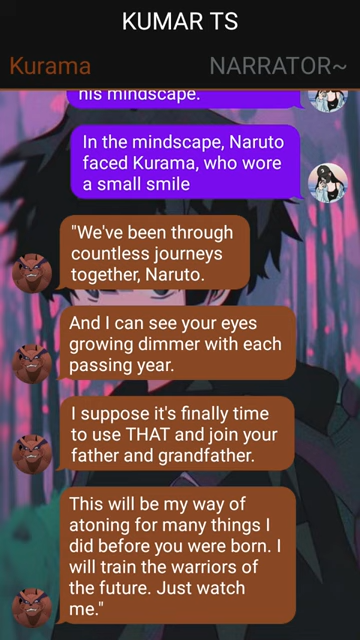 KUMAR TS
Kurama
NARRATOR~
his mindscape.
In the mindscape, Naruto
faced Kurama, who wore
a small smile
"We've been through
countless journeys
together, Naruto.
And I can see your eyes
growing dimmer with each
passing year.
I suppose it's finally time
to use THAT and join your
father and grandfather.
This will be my way of
atoning for many things I
did before you were born. I
will train the warriors of
the future. Just watch
me."